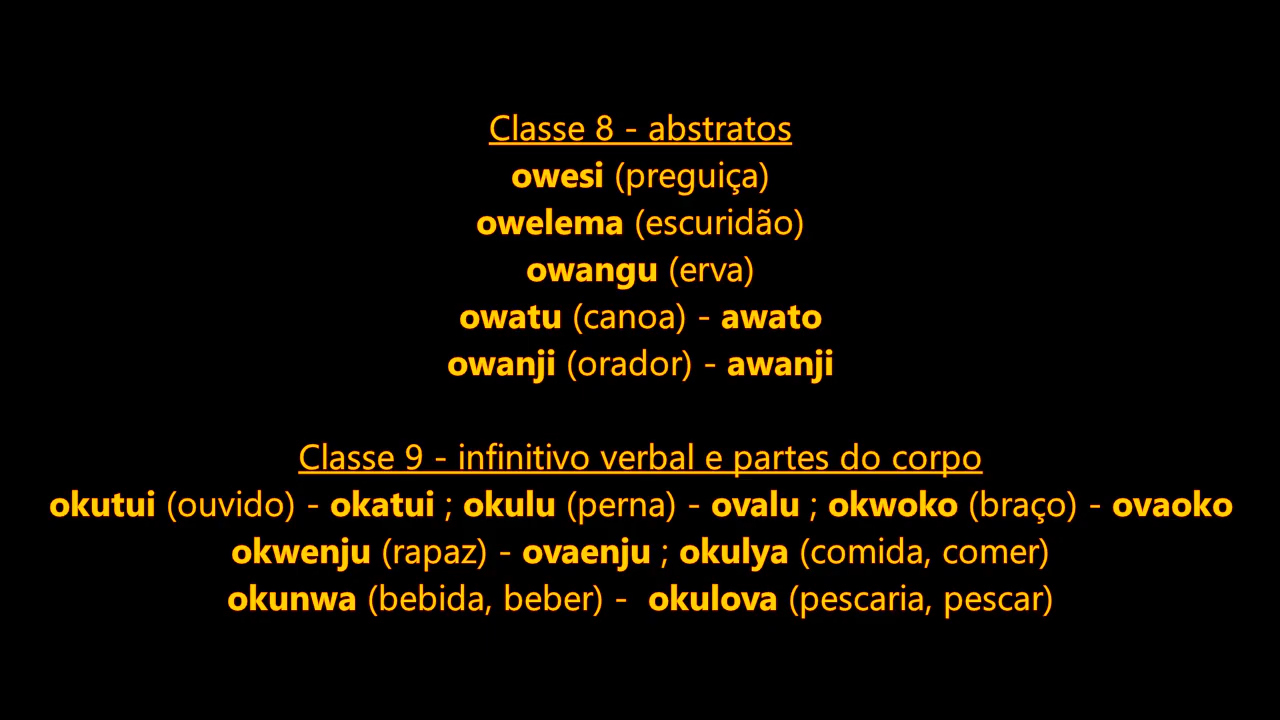 Classe 8 - abstratos
owesi (preguiça)
owelema (escuridão)
owangu (erva)
owatu (canoa) - awato
owanji (orador) - awanji
Classe 9 - infinitivo verbal e partes do corpo
okutui (ouvido) - okatui ; okulu (perna) - ovalu ; okwoko (braço) - ovaoko
okwenju (rapaz) - ovaenju ; okulya (comida, comer)
okunwa (bebida, beber) - okulova (pescaria, pescar)